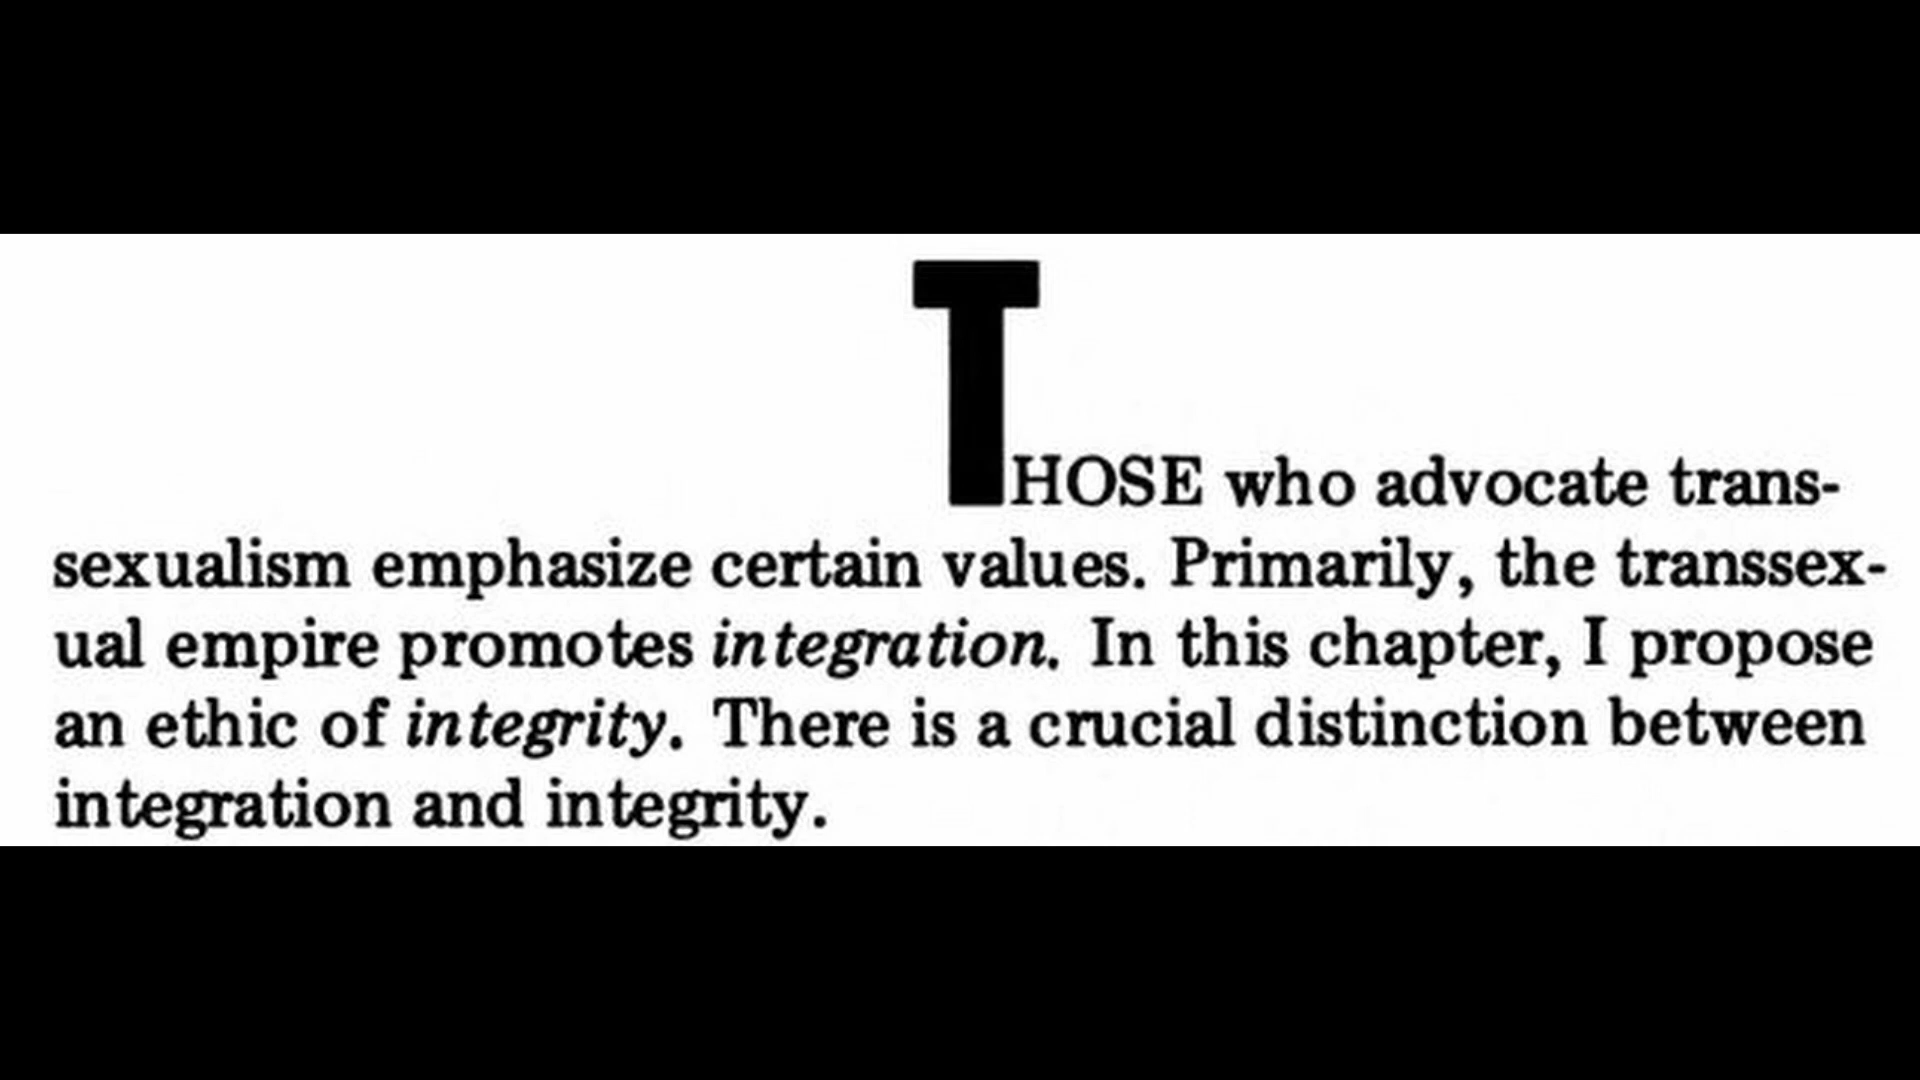 THOSE who advocate trans-
sexualism emphasize certain values. Primarily, the transsex-
ual empire promotes integration. In this chapter, I propose
an ethic of integrity. There is a crucial distinction between
integration and integrity.